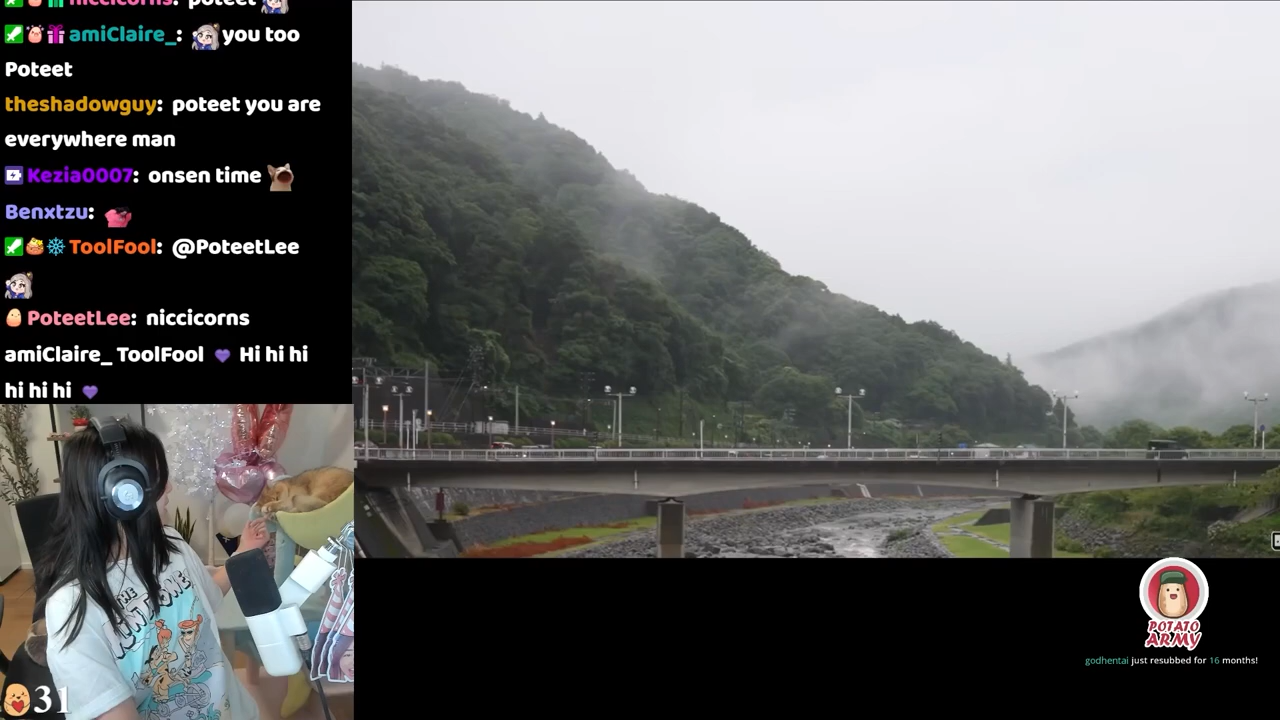 niccicorns: poteet
amiClaire_: you too
Poteet
theshadowguy: poteet you are
everywhere man
Kezia0007: onsen time
Benxtzu:
ToolFool: @PoteetLee
PoteetLee: niccicorns
amiClaire_ ToolFool Hi hi hi
hi hi hi
THE
FLINTSTONES
31
POTATO
ARMY
godhentai just resubbed for 16 months!